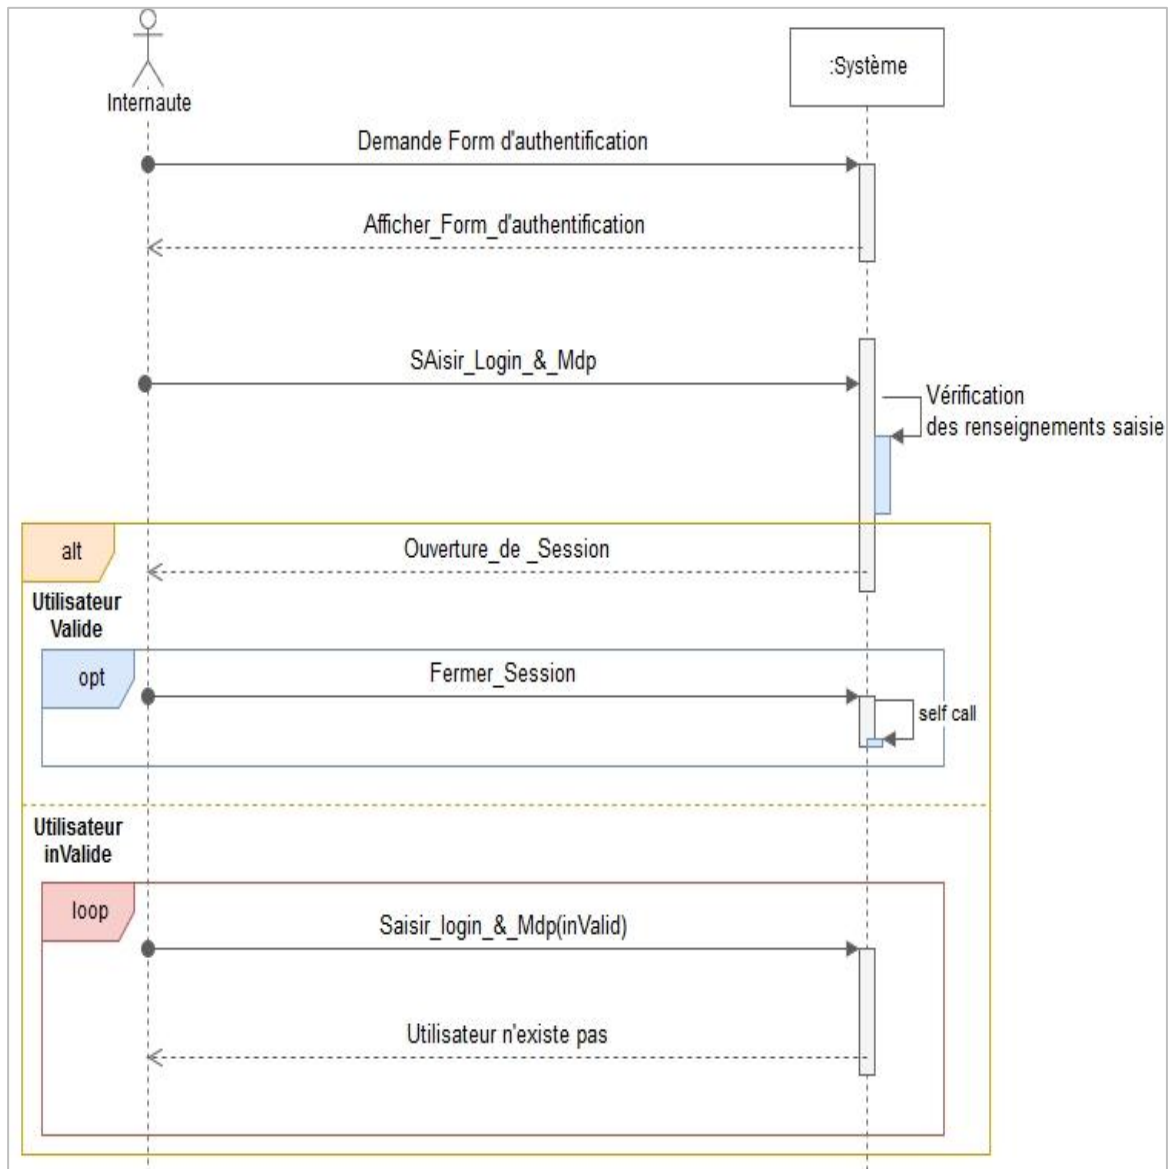 :Système
Internaute
Demande Form d'authentification
Afficher_Form_d'authentification
SAisir_Login_&_Mdp
Vérification
des renseignements saisie
alt
Ouverture_de _Session
Utilisateur
Valide
opt
Fermer_Session
self call
Utilisateur
inValide
loop
Saisir_login_&_Mdp(inValid)
Utilisateur n'existe pas